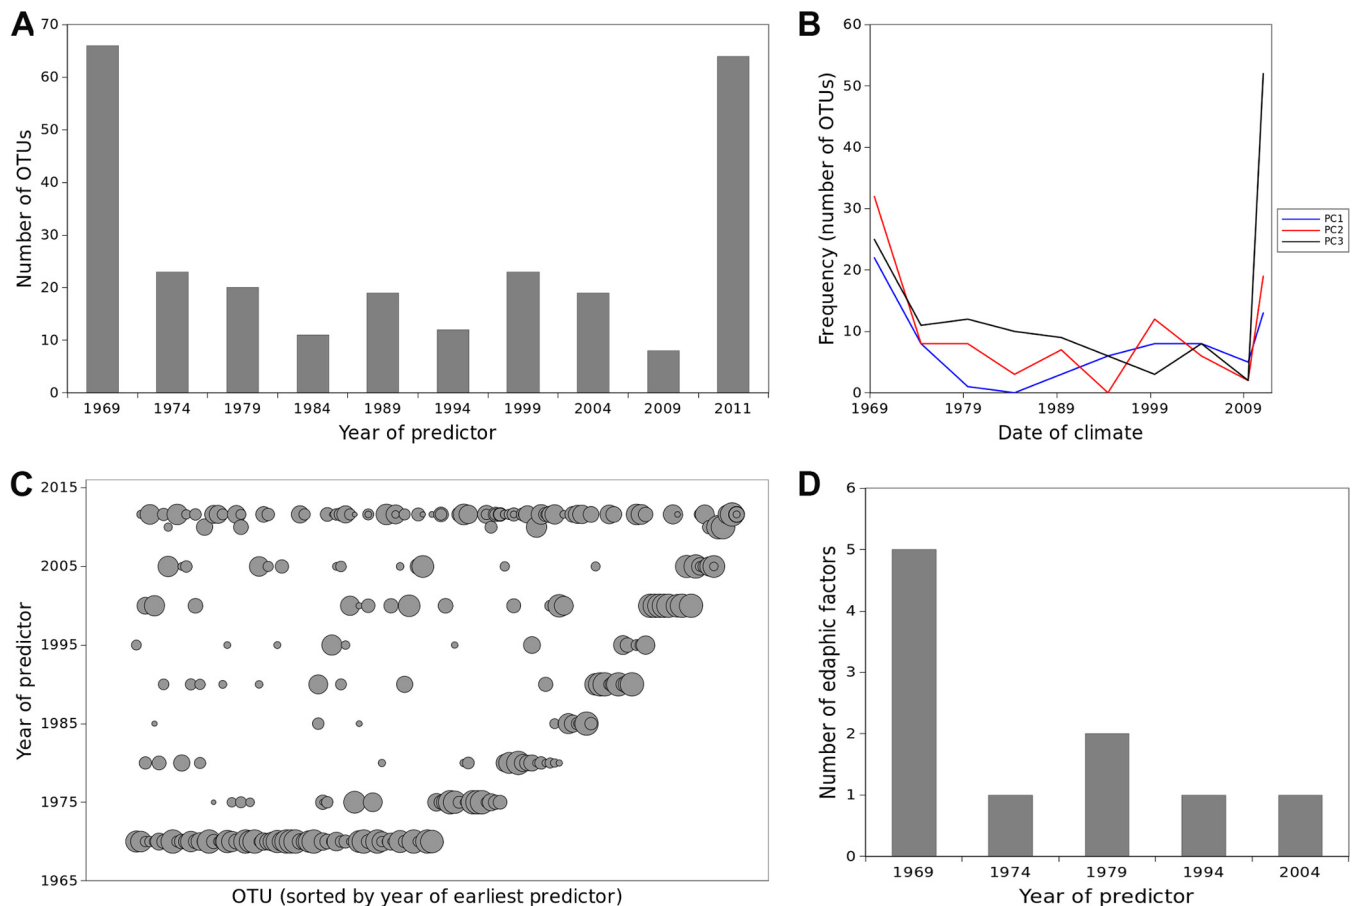 A
70
60
50
40
30
20
10
0
Number of OTUs
1969 1974 1979 1984 1989 1994 1999 2004 2009 2011
Year of predictor
B
60
50
40
30
20
10
0
Frequency (number of OTUs)
1969 1979 1989 1999 2009
Date of climate
PC1
PC2
PC3
C
2015
2005
1995
1985
1975
1965
Year of predictor
OTU (sorted by year of earliest predictor)
D
6
5
4
3
2
1
0
Number of edaphic factors
1969 1974 1979 1994 2004
Year of predictor